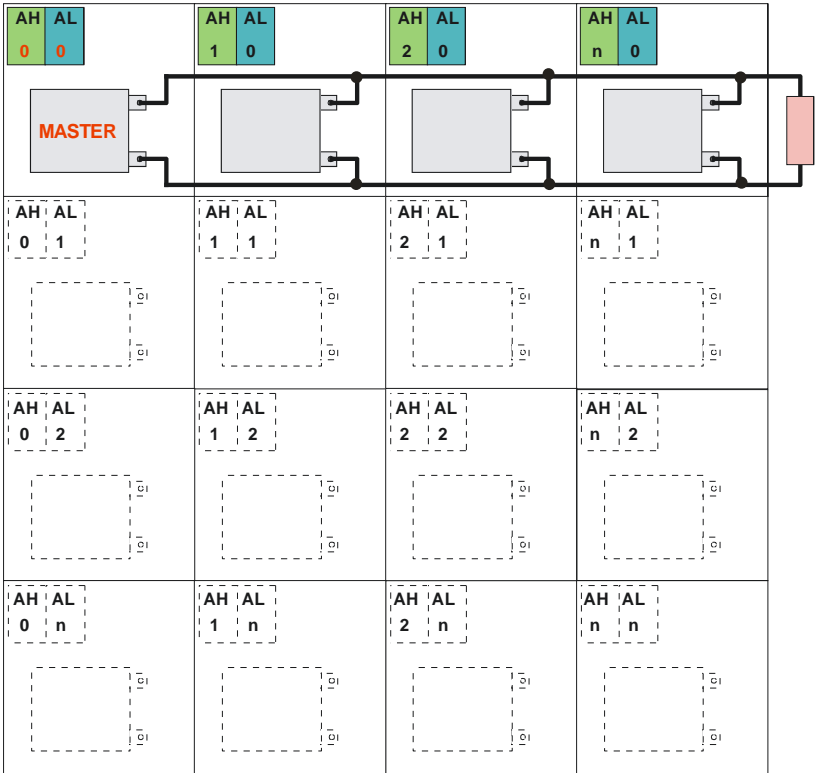 AH AL AH AL AH AL AH AL
0 0 1 0 2 0 n 0
MASTER
AH AL AH AL AH AL AH AL
0 1 1 1 2 1 n 1
AH AL AH AL AH AL AH AL
0 2 1 2 2 2 n 2
AH AL AH AL AH AL AH AL
0 n 1 n 2 n n n